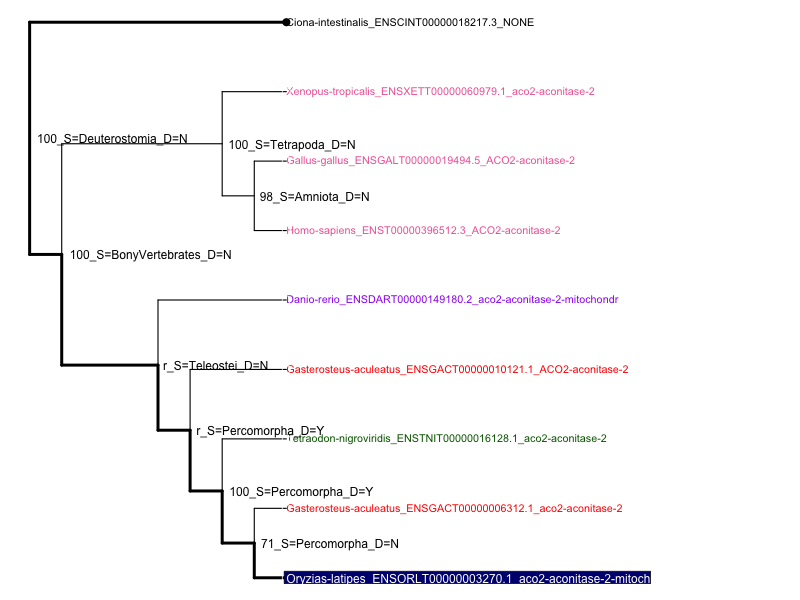 Ciona-intestinalis_ENSCINT00000018217.3_NONE
Xenopus-tropicalis_ENSXETT00000060979.1_aco2-aconitase-2
100_S=Deuterostomia_D=N
100_S=Tetrapoda_D=N
Gallus-gallus_ENSGALT00000019494.5_ACO2-aconitase-2
98_S=Amniota_D=N
Homo-sapiens_ENST00000396512.3_ACO2-aconitase-2
100_S=BonyVertebrates_D=N
Danio-rerio_ENSDART00000149180.2_aco2-aconitase-2-mitochondr
r_S=Teleostei_D=N
Gasterosteus-aculeatus_ENSGACT00000010121.1_ACO2-aconitase-2
r_S=Percomorpha_D=Y
Tetraodon-nigroviridis_ENSTNIT00000016128.1_aco2-aconitase-2
100_S=Percomorpha_D=Y
Gasterosteus-aculeatus_ENSGACT00000006312.1_aco2-aconitase-2
71_S=Percomorpha_D=N
Oryzias-latipes_ENSORLT00000003270.1_aco2-aconitase-2-mitoch